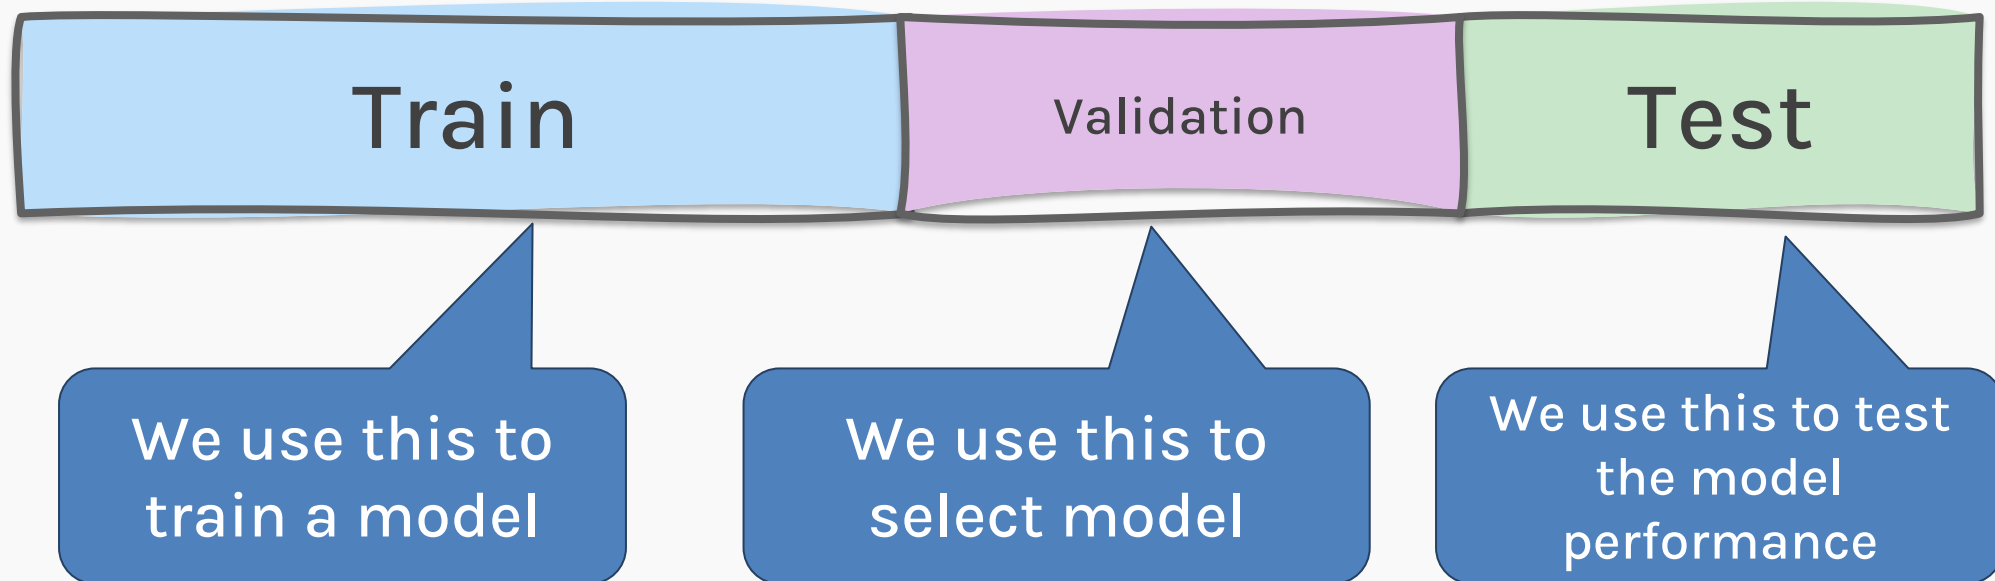 Train
Validation
Test
We use this to
train a model
We use this to
select model
We use this to test
the model
performance